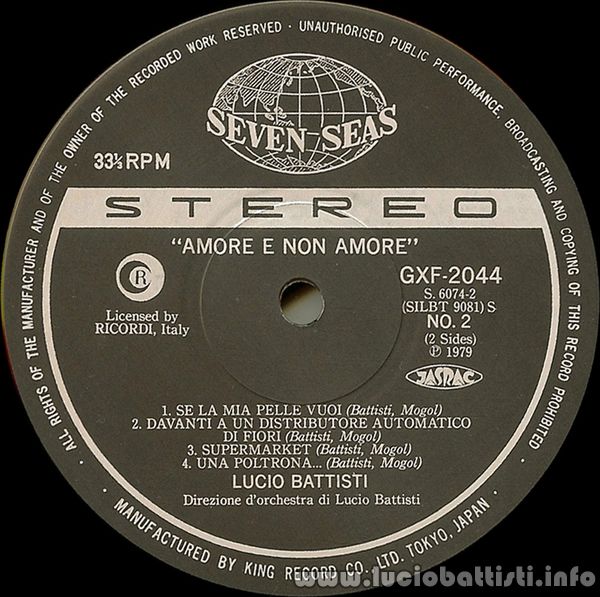 ALL RIGHTS OF THE MANUFACTURER AND OF THE OWNER OF THE RECORDED WORK RESERVED · UNAUTHORISED PUBLIC PERFORMANCE, BROADCASTING AND COPYING OF THIS RECORD PROHIBITED ·
SEVEN SEAS
33⅓ RPM
STEREO
"AMORE E NON AMORE"
R
Licensed by
RICORDI, Italy
GXF-2044
S. 6074-2
(SILBT 9081) S
NO. 2
(2 Sides)
Ⓟ 1979
JASRAC
1. SE LA MIA PELLE VUOI (Battisti, Mogol)
2. DAVANTI A UN DISTRIBUTORE AUTOMATICO
DI FIORI (Battisti, Mogol)
3. SUPERMARKET (Battisti, Mogol)
4. UNA POLTRONA... (Battisti, Mogol)
LUCIO BATTISTI
Direzione d'orchestra di Lucio Battisti
MANUFACTURED BY KING RECORD CO. LTD. TOKYO, JAPAN ·
www.luciobattisti.info